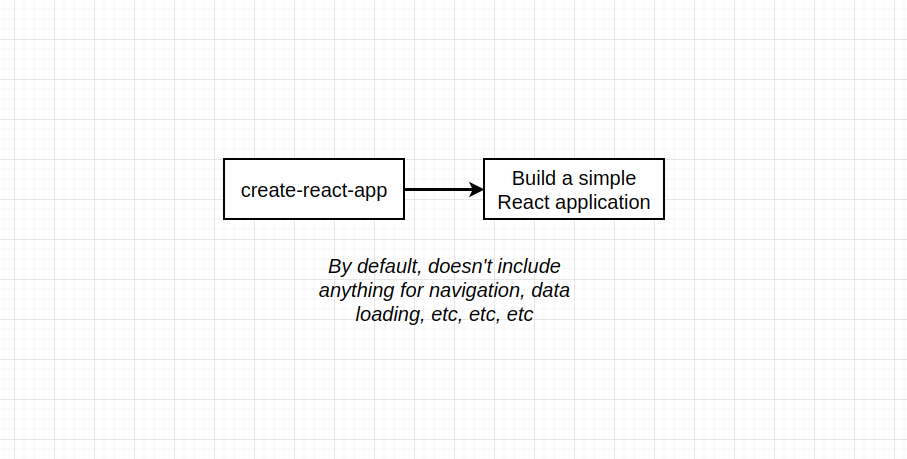 create-react-app
Build a simple
React application
By default, doesn't include
anything for navigation, data
loading, etc, etc, etc